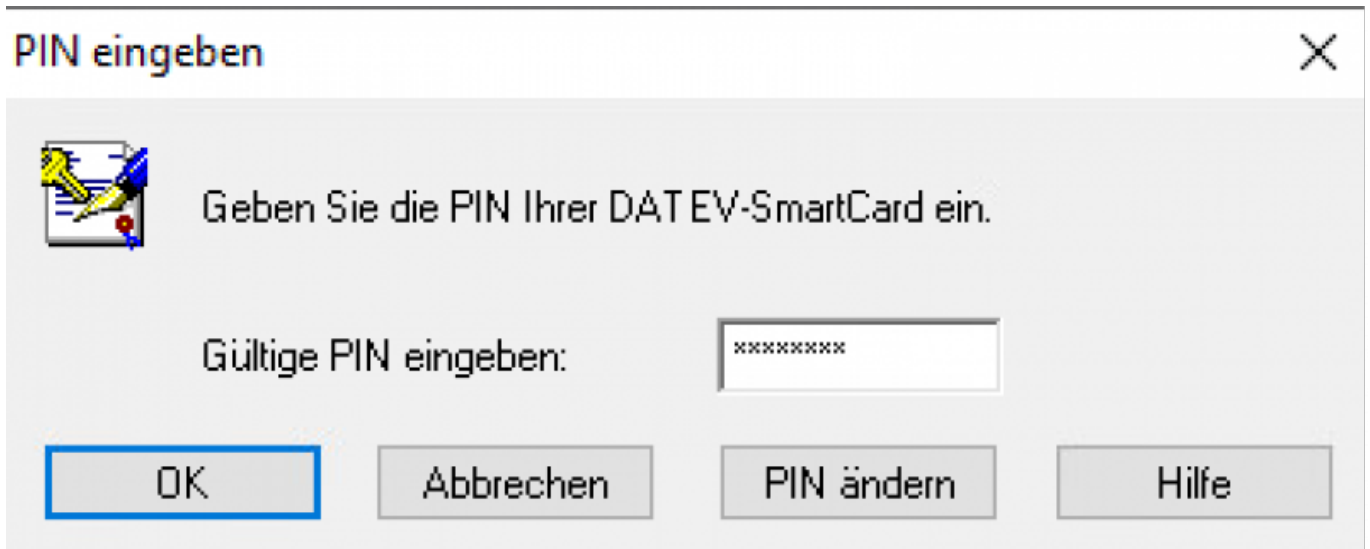 PIN eingeben
Geben Sie die PIN Ihrer DATEV-SmartCard ein.
Gültige PIN eingeben: ********
OK Abbrechen PIN ändern Hilfe